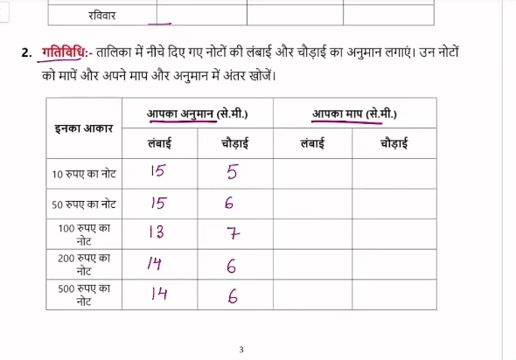 रविवार
2. गतिविधि:- तालिका में नीचे दिए गए नोटों की लंबाई और चौड़ाई का अनुमान लगाएं। उन नोटों
को मापें और अपने माप और अनुमान में अंतर खोजें।
इनका आकार आपका अनुमान (से.मी.) आपका माप (से.मी.)
लंबाई चौड़ाई लंबाई चौड़ाई
10 रुपए का नोट 15 5
50 रुपए का नोट 15 6
100 रुपए का
नोट 13 7
200 रुपए का
नोट 14 6
500 रुपए का
नोट 14 6
3